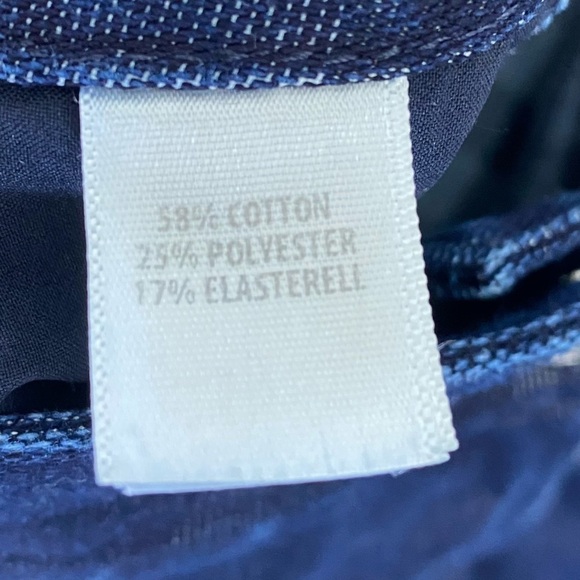 58% COTTON
25% POLYESTER
17% ELASTERELL